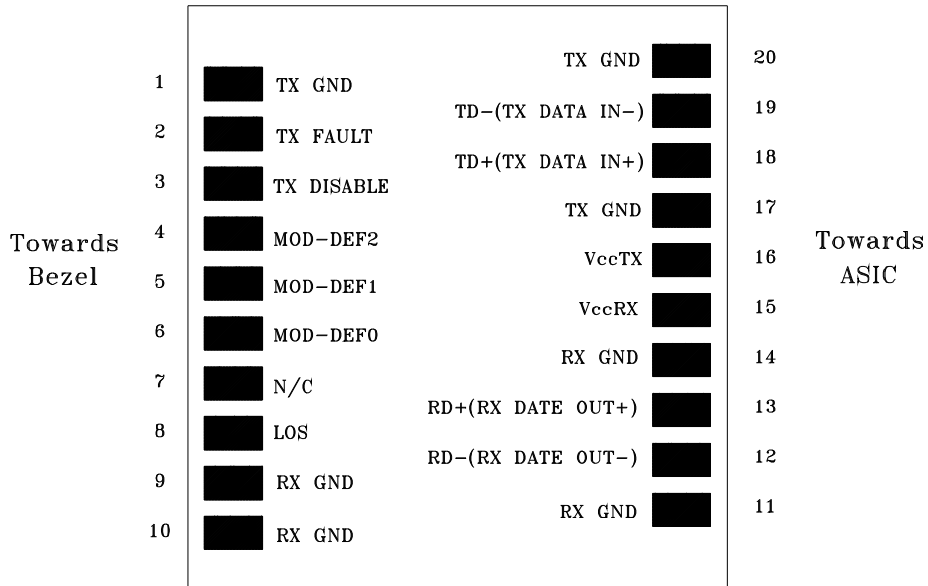 TX GND 20
1 TX GND
TD-(TX DATA IN-) 19
2 TX FAULT
TD+(TX DATA IN+) 18
3 TX DISABLE
TX GND 17
4 MOD-DEF2
Towards
Bezel
VccTX 16
Towards
ASIC
5 MOD-DEF1
VccRX 15
6 MOD-DEF0
RX GND 14
7 N/C
RD+(RX DATE OUT+) 13
8 LOS
RD-(RX DATE OUT-) 12
9 RX GND
RX GND 11
10 RX GND